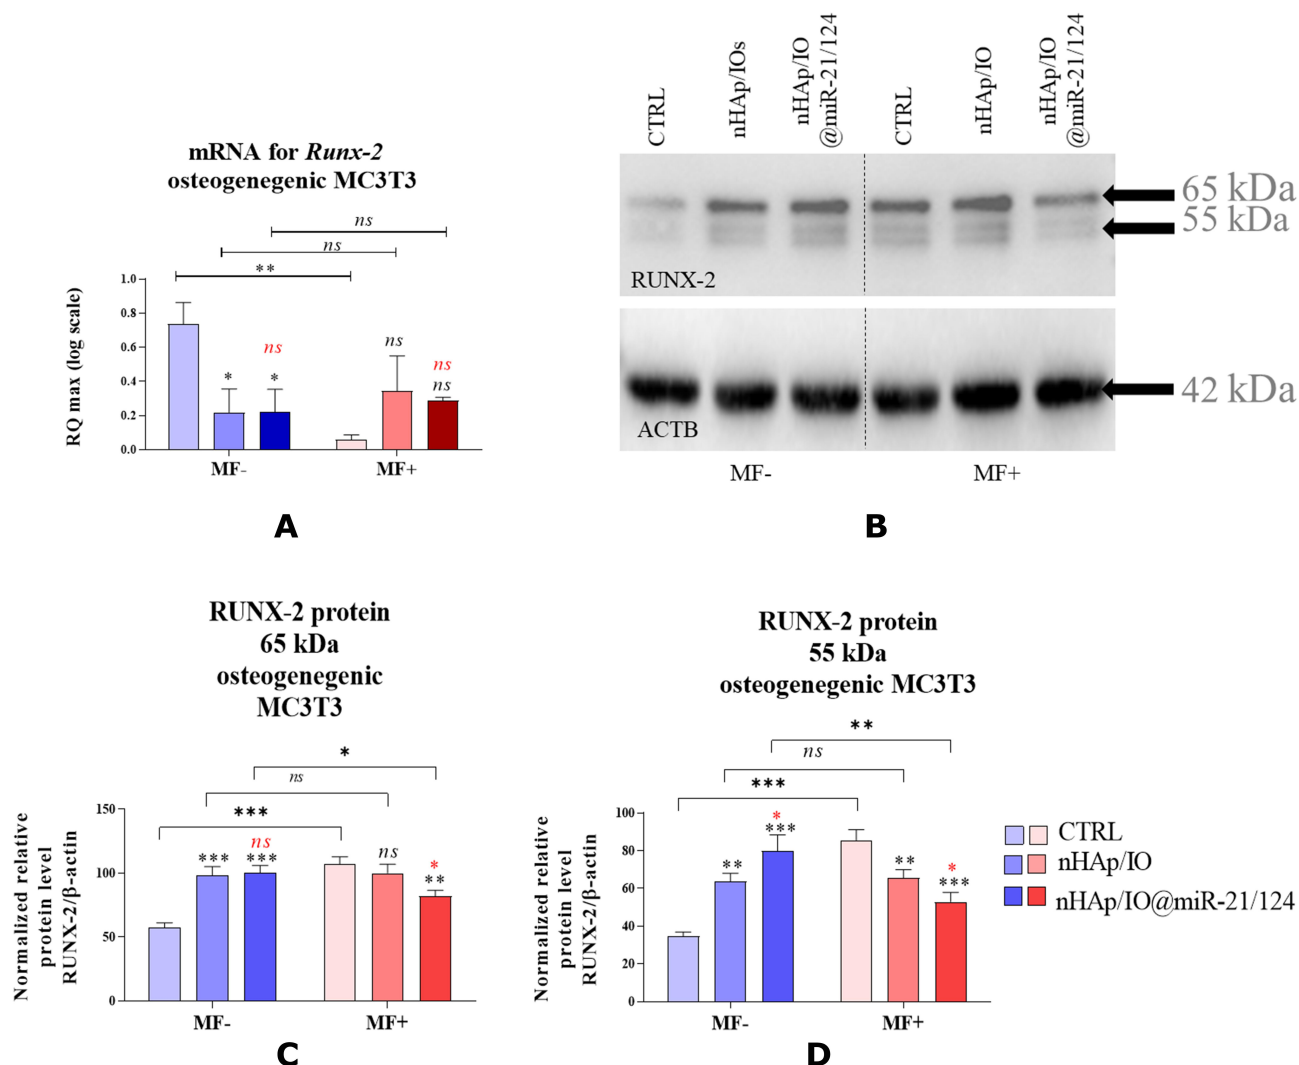 mRNA for Runx-2
osteogenegenic MC3T3
ns
ns
**
RQ max (log scale)
1.0
0.8
0.6
0.4
0.2
0.0
*
ns
*
ns
ns
ns
MF-
MF+
A
CTRL
nHAp/IOs
nHAp/IO
@miR-21/124
CTRL
nHAp/IO
nHAp/IO
@miR-21/124
65 kDa
55 kDa
RUNX-2
42 kDa
ACTB
MF-
MF+
B
RUNX-2 protein
65 kDa
osteogenegenic
MC3T3
*
ns
***
Normalized relative
protein level
RUNX-2/β-actin
150
100
50
0
***
ns
***
ns
*
**
MF-
MF+
C
RUNX-2 protein
55 kDa
osteogenegenic MC3T3
**
ns
***
Normalized relative
protein level
RUNX-2/β-actin
100
80
60
40
20
0
**
*
***
**
*
***
MF-
MF+
D
CTRL
nHAp/IO
nHAp/IO@miR-21/124